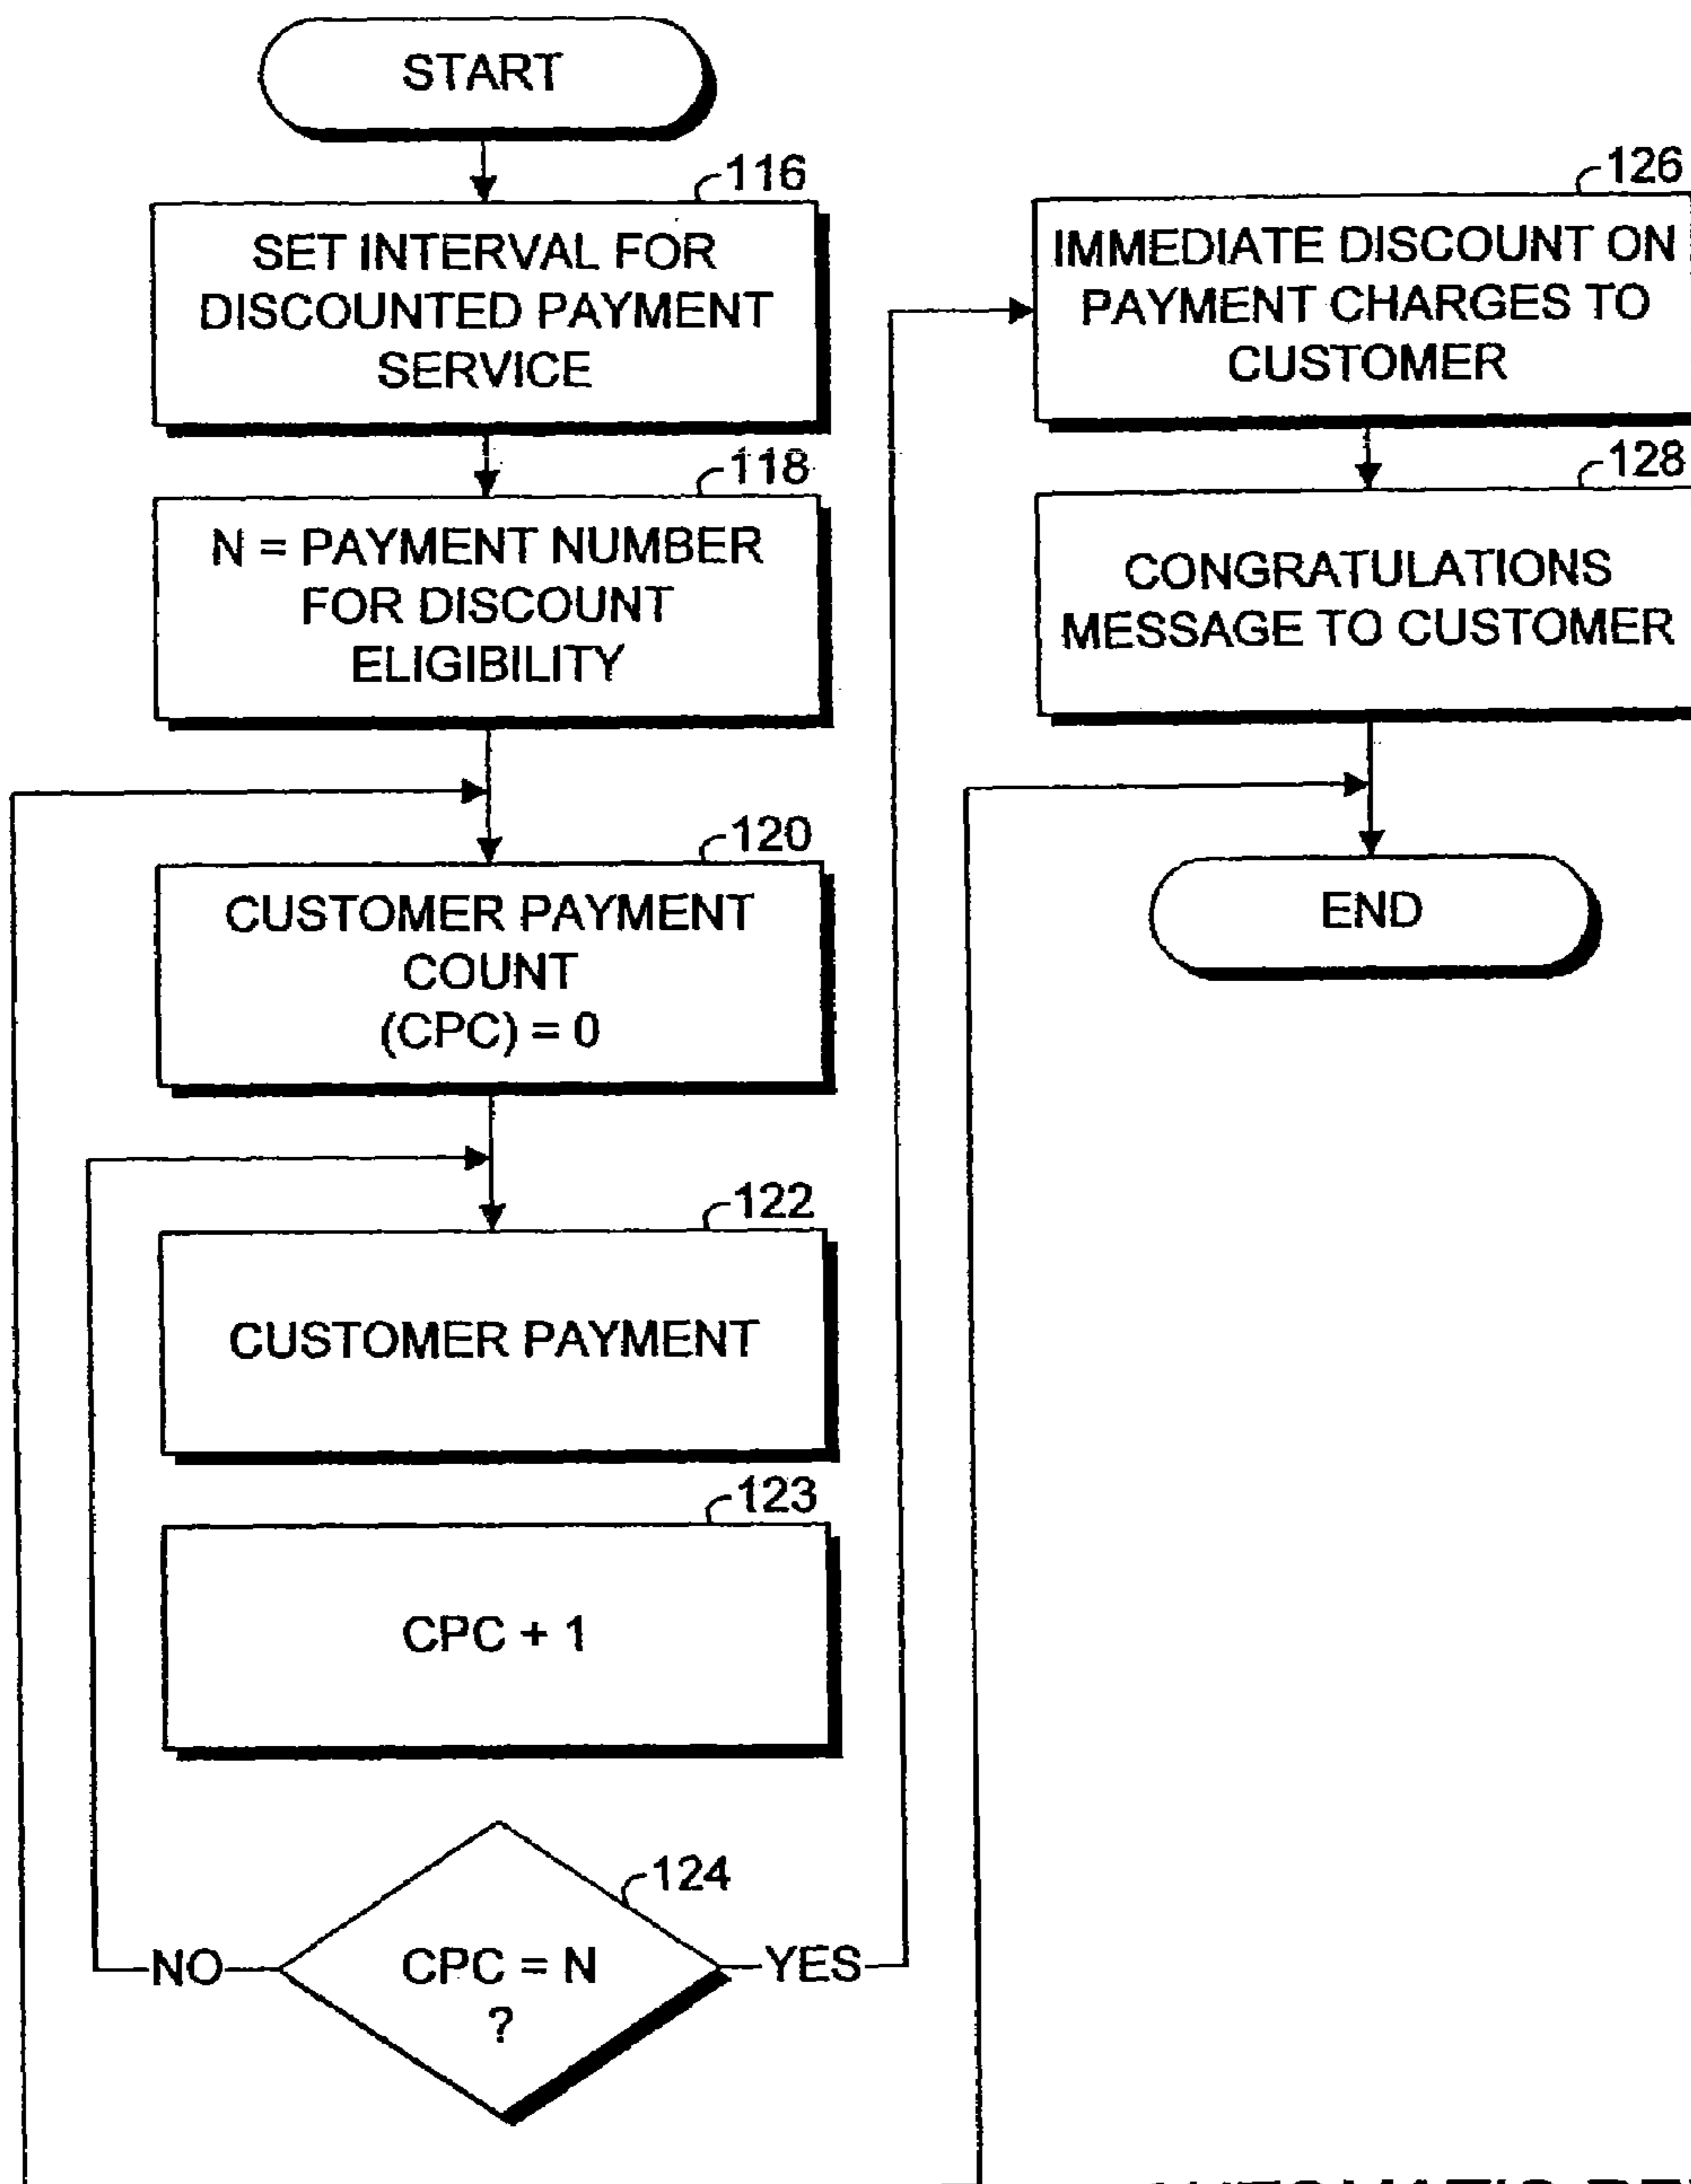 START
116
SET INTERVAL FOR
DISCOUNTED PAYMENT
SERVICE
118
N = PAYMENT NUMBER
FOR DISCOUNT
ELIGIBILITY
120
CUSTOMER PAYMENT
COUNT
(CPC) = 0
122
CUSTOMER PAYMENT
123
CPC + 1
124
CPC = N
?
NO
YES
126
IMMEDIATE DISCOUNT ON
PAYMENT CHARGES TO
CUSTOMER
128
CONGRATULATIONS
MESSAGE TO CUSTOMER
END